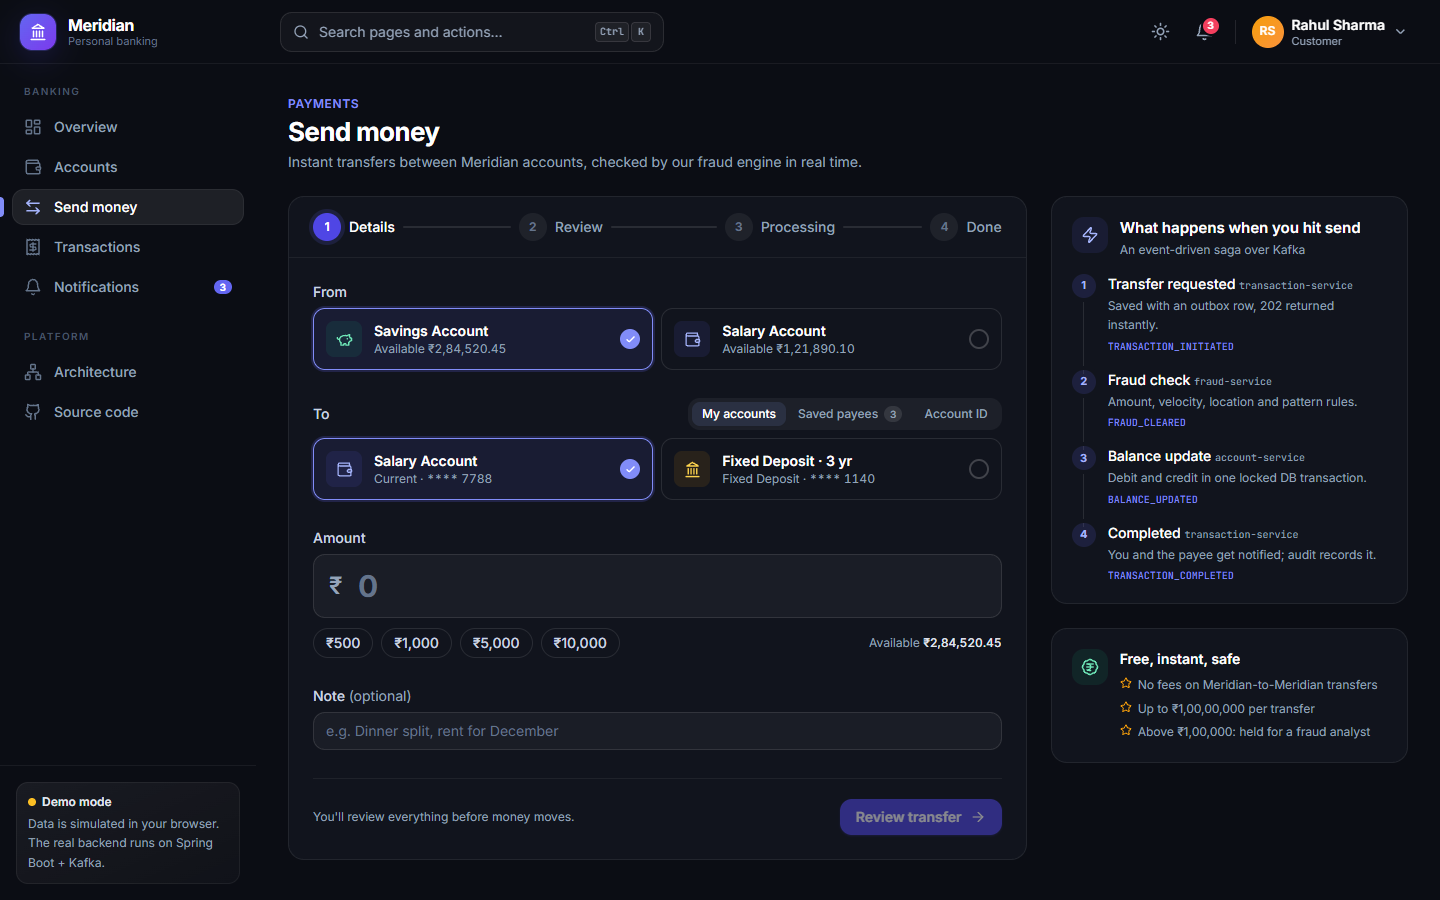 Meridian
Personal banking
Search pages and actions...
Ctrl K
3
RS
Rahul Sharma
Customer
BANKING
Overview
Accounts
Send money
Transactions
Notifications 3
PLATFORM
Architecture
Source code
Demo mode
Data is simulated in your browser.
The real backend runs on Spring
Boot + Kafka.
PAYMENTS
Send money
Instant transfers between Meridian accounts, checked by our fraud engine in real time.
1 Details 2 Review 3 Processing 4 Done
From
Savings Account
Available ₹2,84,520.45
Salary Account
Available ₹1,21,890.10
To
My accounts Saved payees 3 Account ID
Salary Account
Current · **** 7788
Fixed Deposit · 3 yr
Fixed Deposit · **** 1140
Amount
₹ 0
₹500 ₹1,000 ₹5,000 ₹10,000
Available ₹2,84,520.45
Note (optional)
e.g. Dinner split, rent for December
You'll review everything before money moves.
Review transfer
What happens when you hit send
An event-driven saga over Kafka
1 Transfer requested transaction-service
Saved with an outbox row, 202 returned
instantly.
TRANSACTION_INITIATED
2 Fraud check fraud-service
Amount, velocity, location and pattern rules.
FRAUD_CLEARED
3 Balance update account-service
Debit and credit in one locked DB transaction.
BALANCE_UPDATED
4 Completed transaction-service
You and the payee get notified; audit records it.
TRANSACTION_COMPLETED
Free, instant, safe
No fees on Meridian-to-Meridian transfers
Up to ₹1,00,00,000 per transfer
Above ₹1,00,000: held for a fraud analyst